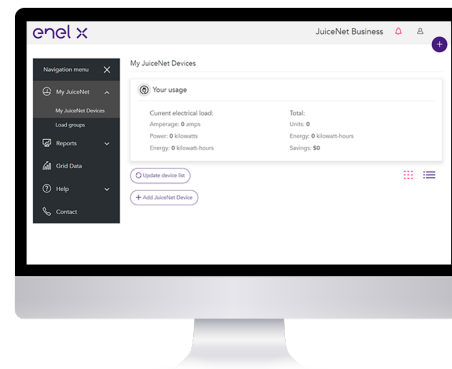 enel x
JuiceNet Business
Navigation menu
My JuiceNet
My JuiceNet Devices
Load groups
Reports
Grid Data
Help
Contact
My JuiceNet Devices
Your usage
Current electrical load:
Amperage: 0 amps
Power: 0 kilowatts
Energy: 0 kilowatt-hours
Total:
Units: 0
Energy: 0 kilowatt-hours
Savings: $0
Update device list
+ Add JuiceNet Device